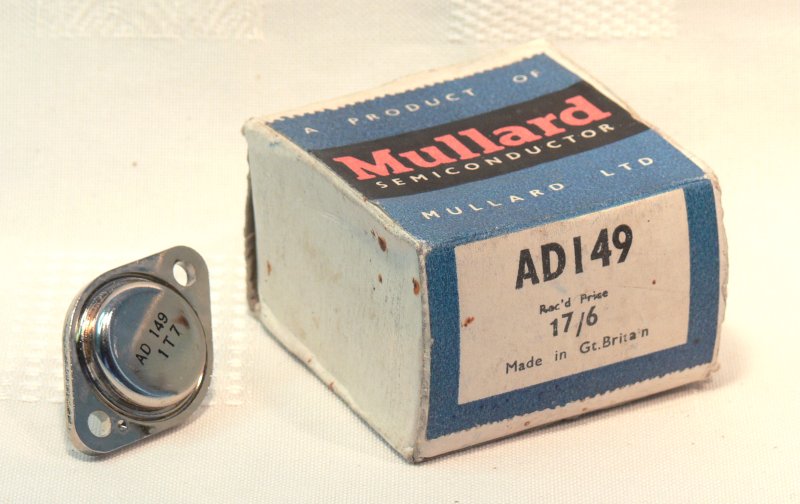 A PRODUCT OF
Mullard
SEMICONDUCTOR
MULLARD LTD
AD149
Rec'd Price
17/6
Made in Gt.Britain
AD 149
1T7